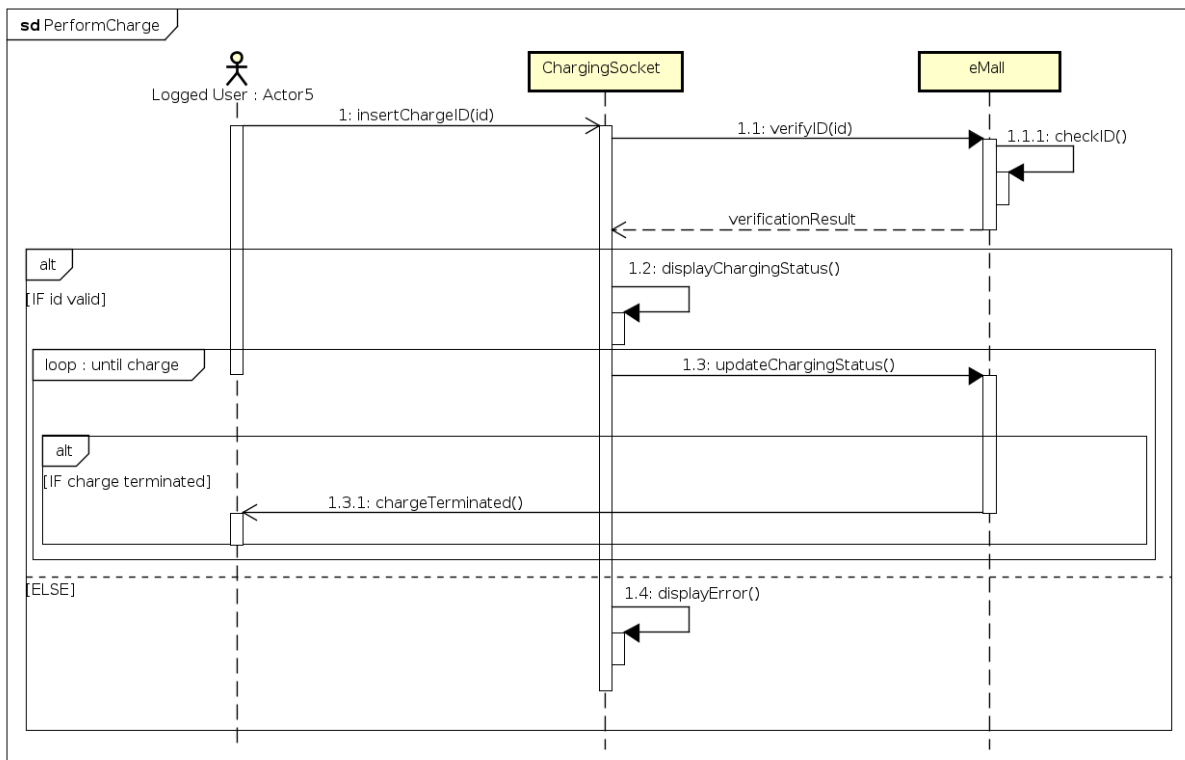 sd PerformCharge
Logged User : Actor5
ChargingSocket
eMall
1: insertChargeID(id)
1.1: verifyID(id)
1.1.1: checkID()
verificationResult
alt
[IF id valid]
1.2: displayChargingStatus()
loop : until charge
1.3: updateChargingStatus()
alt
[IF charge terminated]
1.3.1: chargeTerminated()
[ELSE]
1.4: displayError()